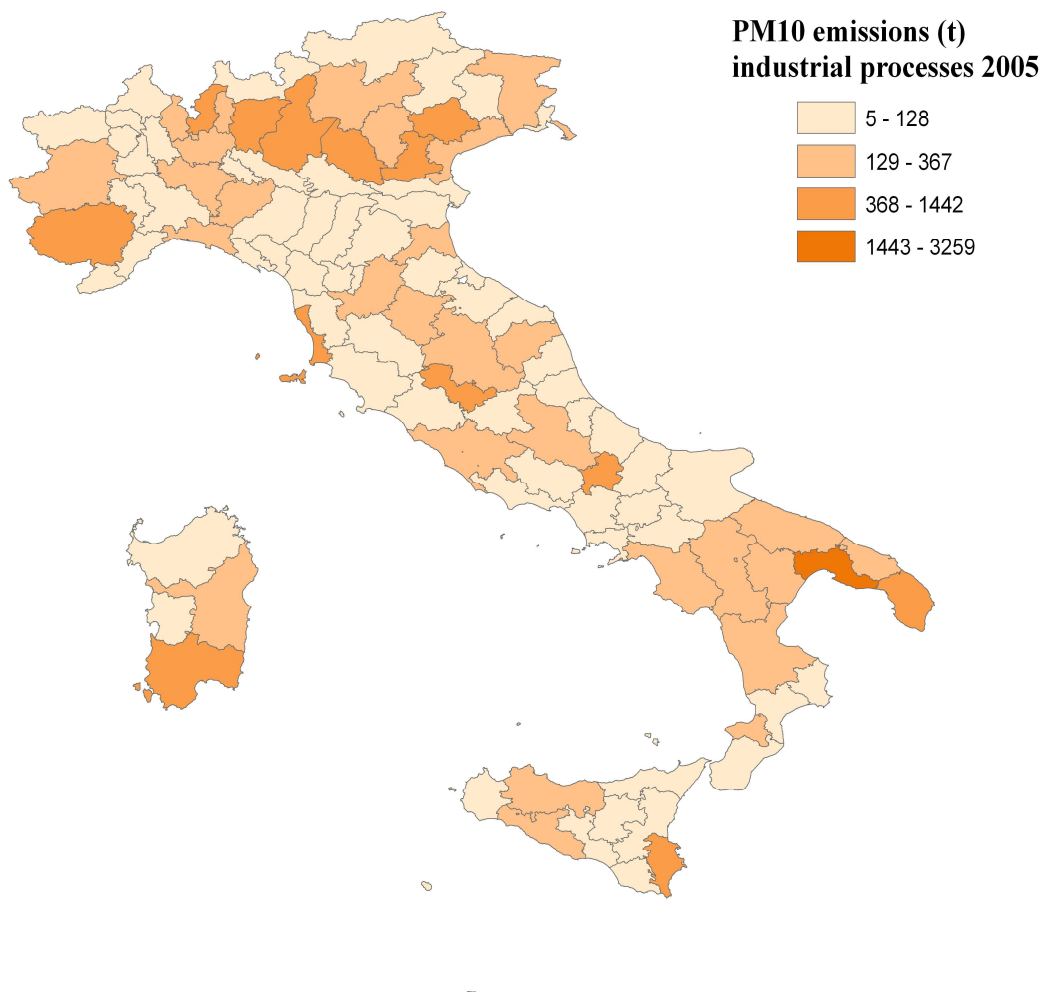 PM10 emissions (t)
industrial processes 2005
5 - 128
129 - 367
368 - 1442
1443 - 3259